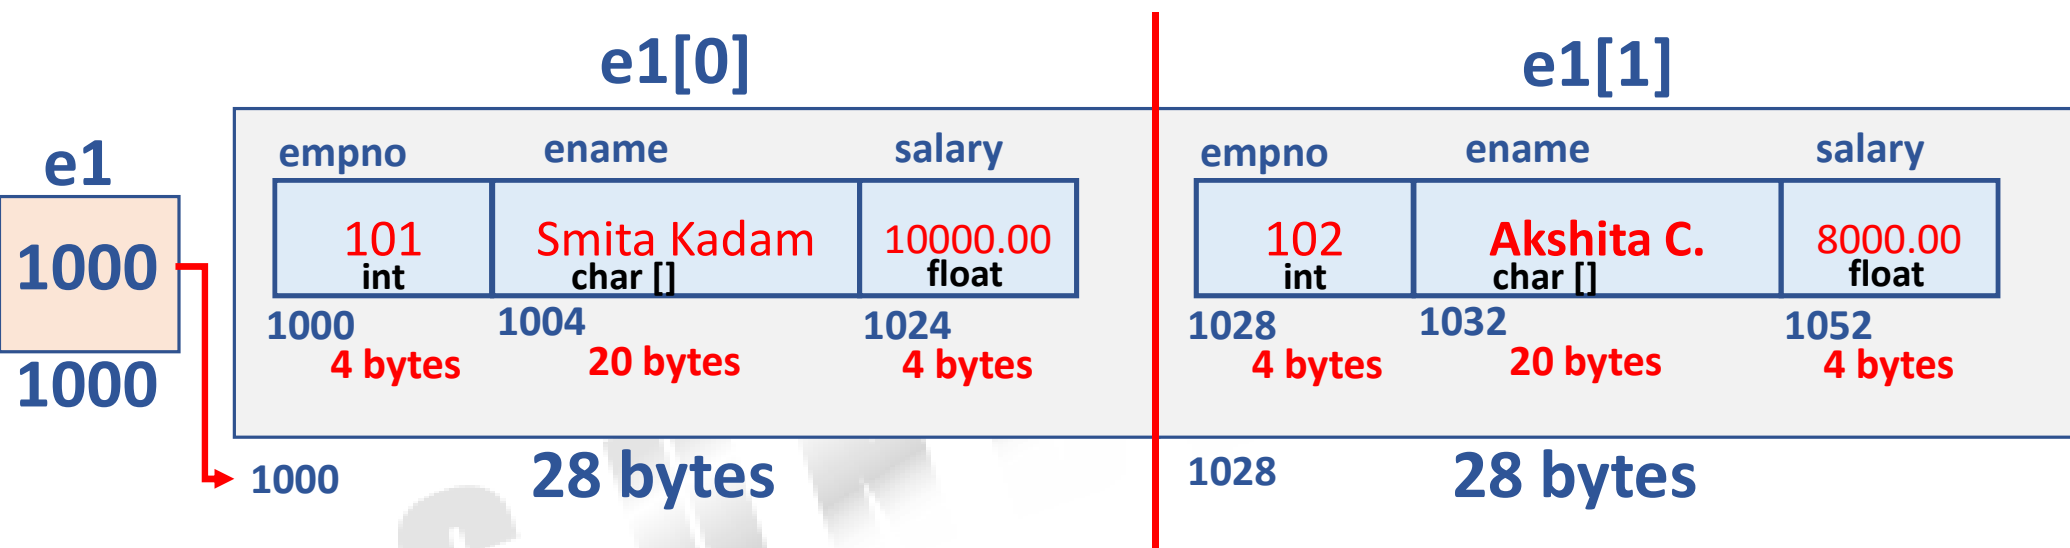 e1[0] e1[1]
e1
empno ename salary empno ename salary
1000
101 Smita Kadam 10000.00 102 Akshita C. 8000.00
int char [] float int char [] float
1000 1004 1024 1028 1032 1052
4 bytes 20 bytes 4 bytes 4 bytes 20 bytes 4 bytes
1000
1000 28 bytes 1028 28 bytes